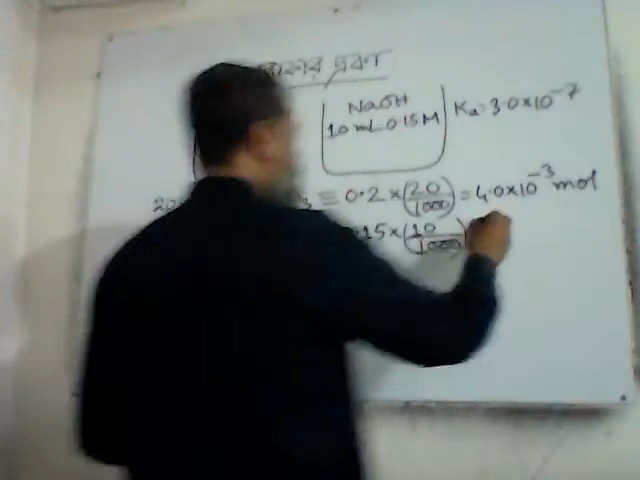 দ্রবণ
NaOH
10 mL 0.15 M
Ka = 3.0×10⁻⁷
≡ 0.2 × (20/1000) = 4.0×10⁻³ mol
15 × (10/1000)